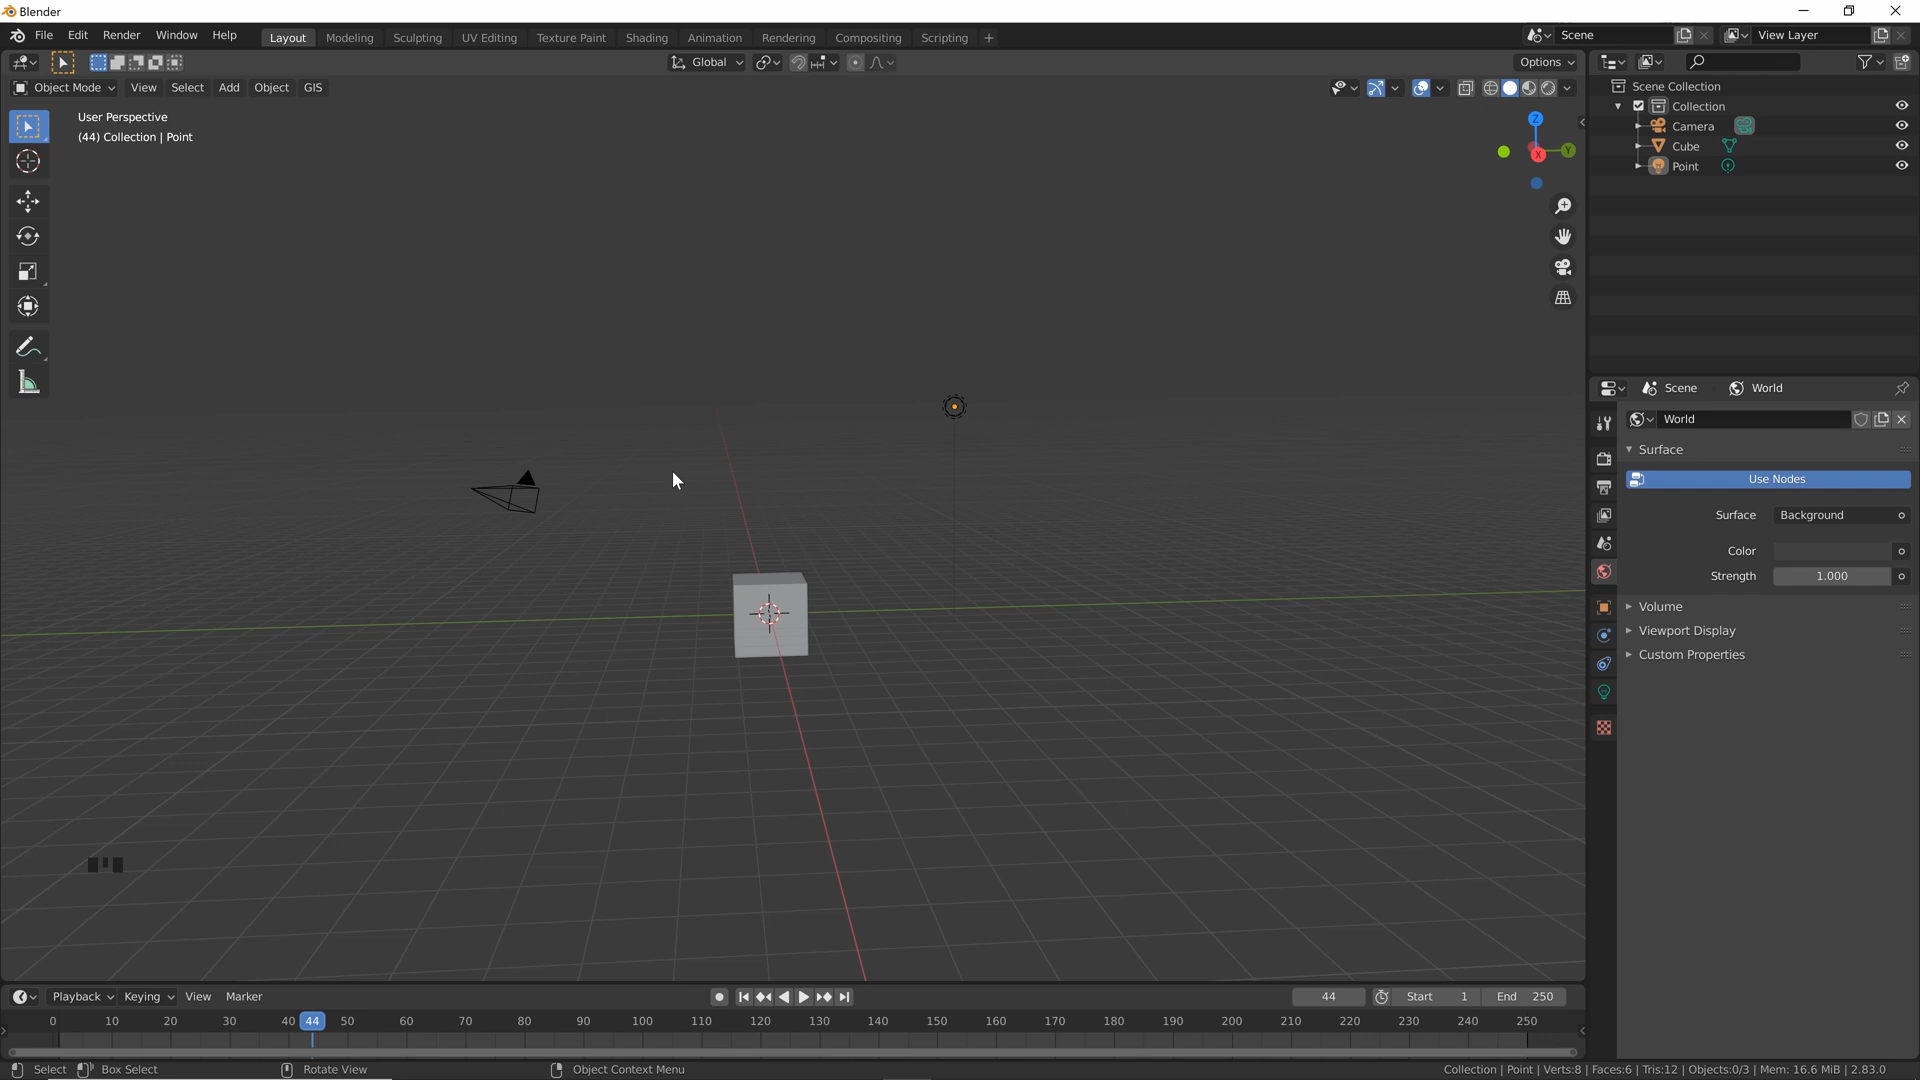 Blender
File Edit Render Window Help Layout Modeling Sculpting UV Editing Texture Paint Shading Animation Rendering Compositing Scripting + Scene View Layer
Global Options
Object Mode View Select Add Object GIS
User Perspective
(44) Collection | Point
Z
X
Y
Scene Collection
Collection
Camera
Cube
Point
Scene World
World
Surface
Use Nodes
Surface Background
Color
Strength 1.000
Volume
Viewport Display
Custom Properties
Playback Keying View Marker 44 Start 1 End 250
0 10 20 30 40 44 50 60 70 80 90 100 110 120 130 140 150 160 170 180 190 200 210 220 230 240 250
Select Box Select Rotate View Object Context Menu Collection | Point | Verts:8 | Faces:6 | Tris:12 | Objects:0/3 | Mem: 16.6 MiB | 2.83.0